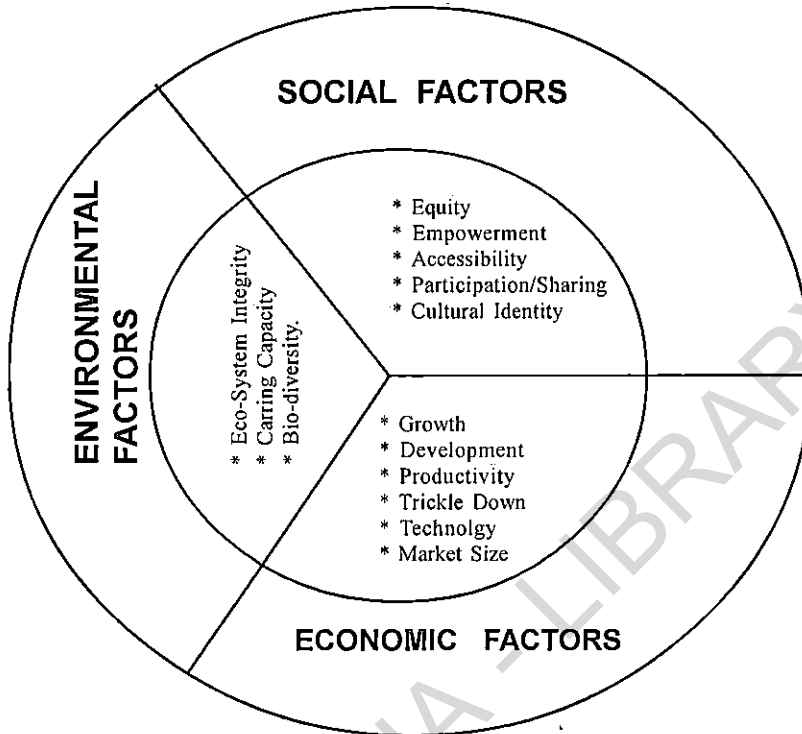 SOCIAL FACTORS
* Equity
* Empowerment
* Accessibility
* Participation/Sharing
* Cultural Identity
ENVIRONMENTAL
FACTORS
* Eco-System Integrity
* Carring Capacity
* Bio-diversity.
* Growth
* Development
* Productivity
* Trickle Down
* Technolgy
* Market Size
ECONOMIC FACTORS
- LIBRARY